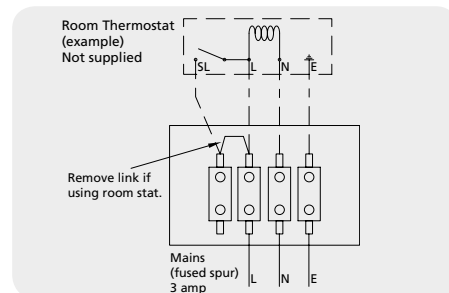 Room Thermostat
(example)
Not supplied
SL L N E
Remove link if
using room stat.
Mains
(fused spur)
3 amp
L N E